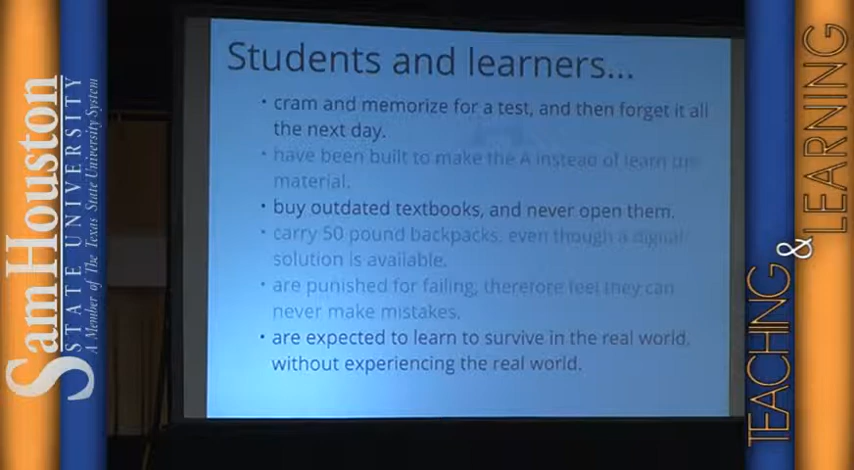 Sam Houston
STATE UNIVERSITY
A Member of The Texas State University System
Students and learners...
• cram and memorize for a test, and then forget it all
the next day.
• have been built to make the A instead of learn
material.
• buy outdated textbooks, and never open them.
• carry 50 pound backpacks, even though a digital
solution is available.
• are punished for failing, therefore feel they can
never make mistakes.
• are expected to learn to survive in the real world,
without experiencing the real world.
TEACHING
&
LEARNING